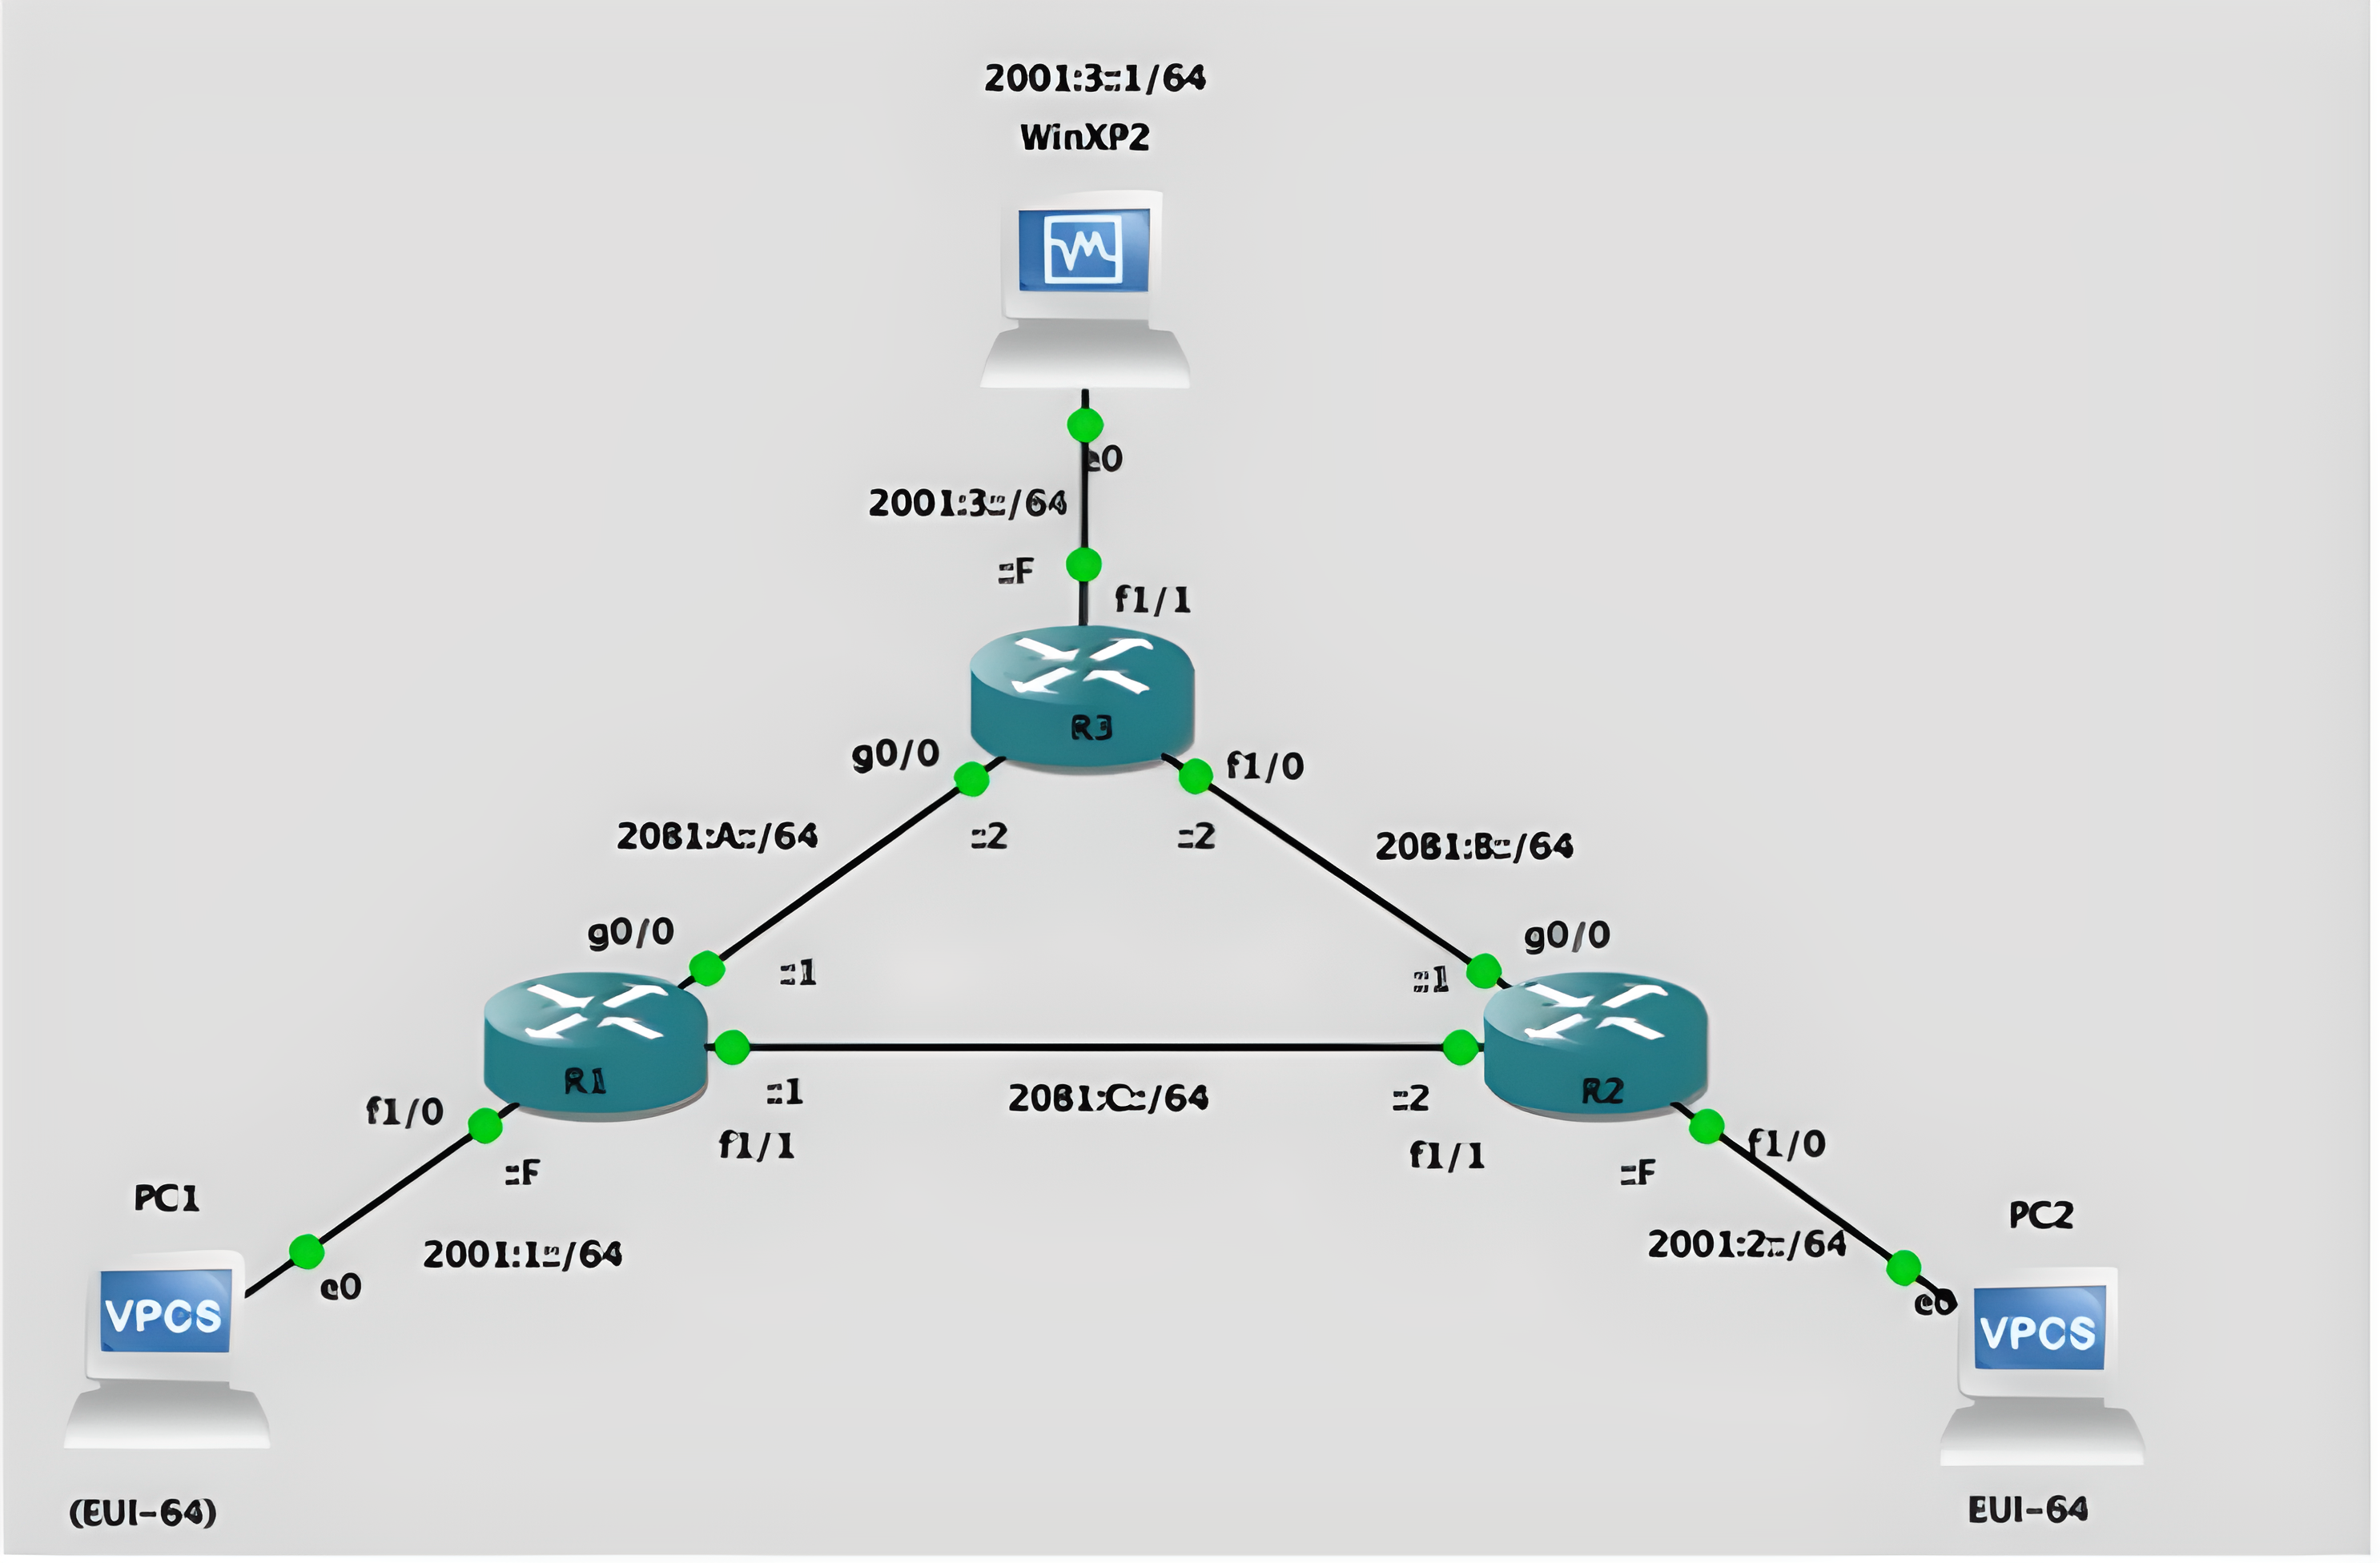 2001:3::1/64
WinXP2
e0
2001:3::/64
::F
f1/1
R3
g0/0
f1/0
::2
::2
2081:A::/64
2081:B::/64
g0/0
g0/0
::1
::1
R1
R2
::1
2081:C::/64
::2
f1/0
f1/1
f1/1
f1/0
::F
::F
PC1
PC2
2001:1::/64
2001:2::/64
e0
e0
VPCS
VPCS
(EUI-64)
EUI-64